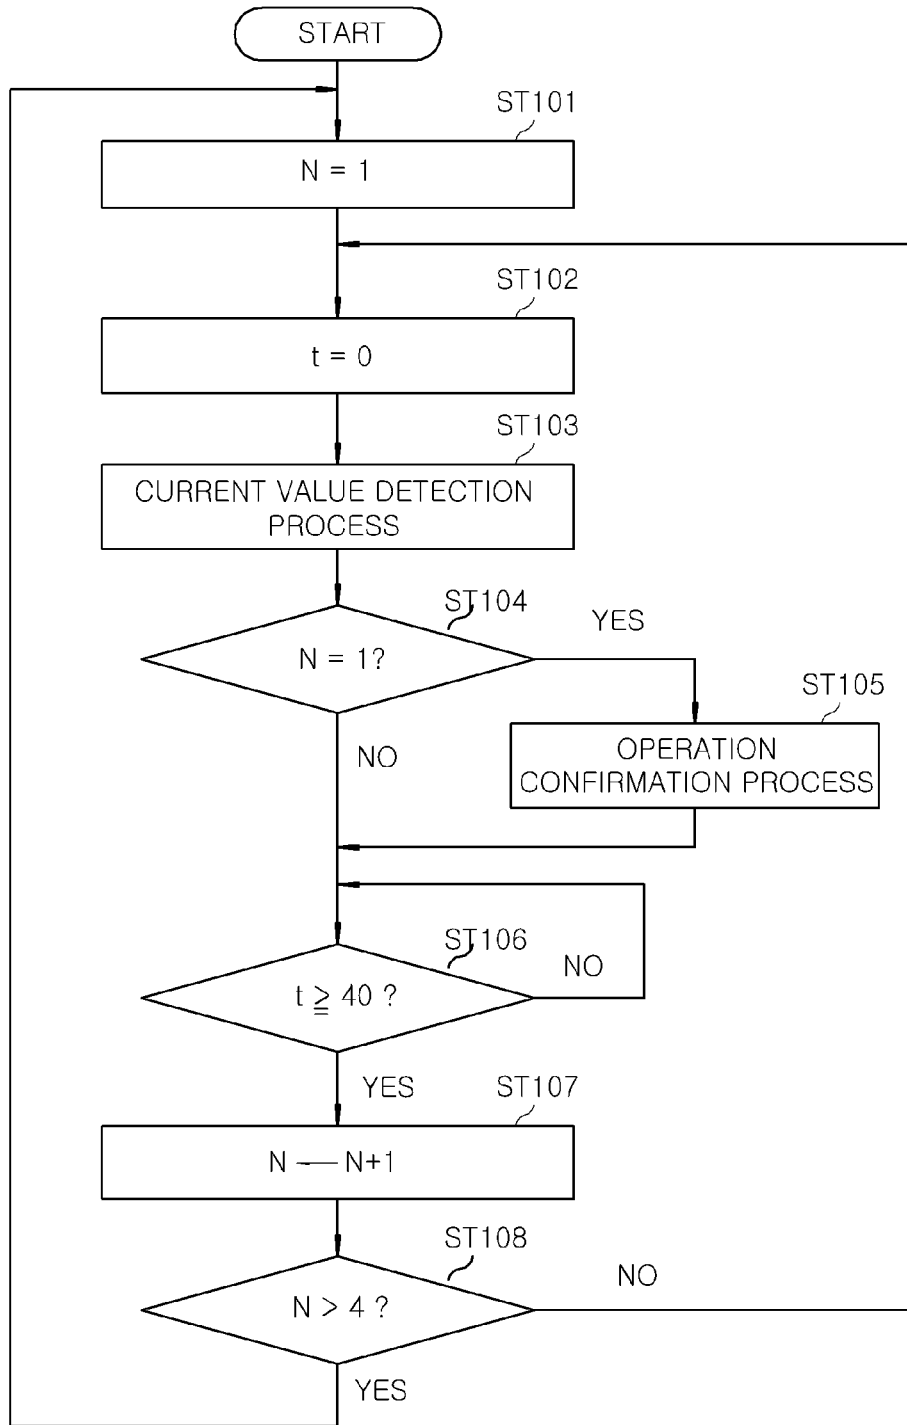 START
ST101
N = 1
ST102
t = 0
ST103
CURRENT VALUE DETECTION
PROCESS
ST104
N = 1?
YES
ST105
OPERATION
CONFIRMATION PROCESS
NO
ST106
t ≧ 40 ?
NO
YES
ST107
N ← N+1
ST108
N > 4 ?
NO
YES